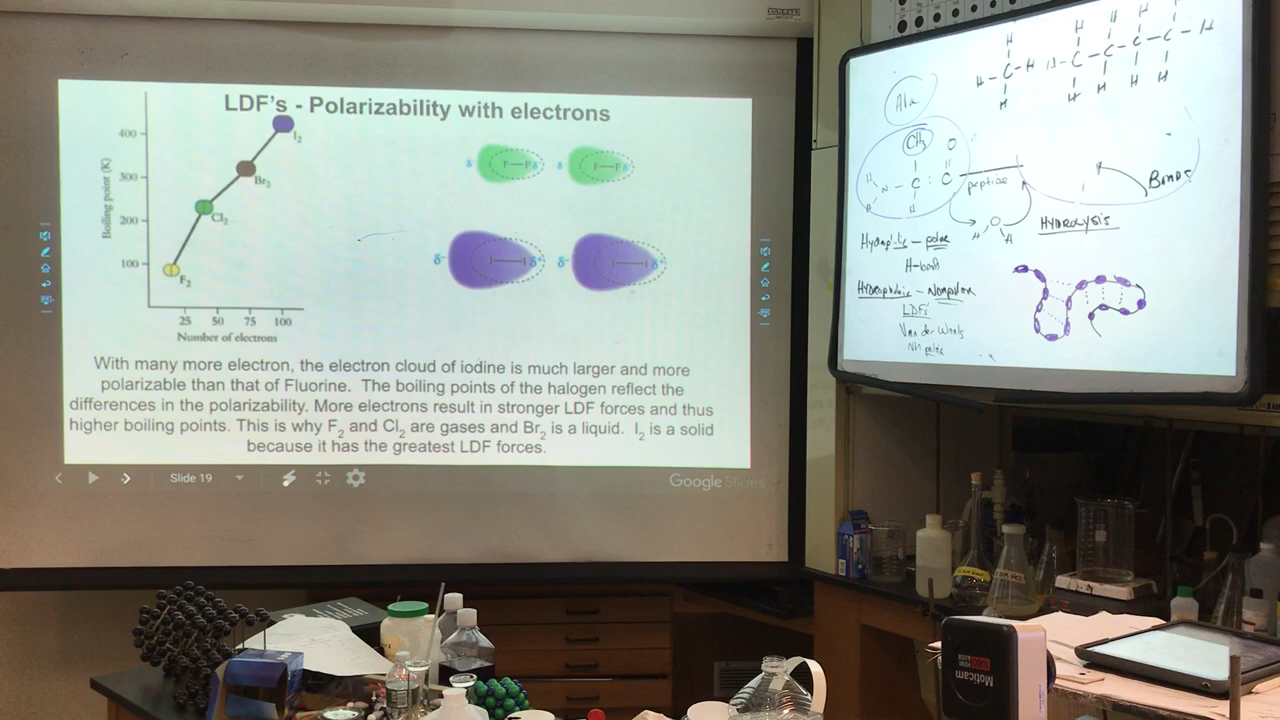 LDF's - Polarizability with electrons
Boiling point (K)
400
300
200
100
I2
Br2
Cl2
F2
25 50 75 100
Number of electrons
δ- F—F δ+ δ- F—F δ+
δ- I—I δ+ δ- I—I δ+
With many more electron, the electron cloud of iodine is much larger and more
polarizable than that of Fluorine. The boiling points of the halogen reflect the
differences in the polarizability. More electrons result in stronger LDF forces and thus
higher boiling points. This is why F2 and Cl2 are gases and Br2 is a liquid. I2 is a solid
because it has the greatest LDF forces.
Slide 19
Google Slides
DA-LITE
Ala
H H H H H
H - C - H H - C - C - C - C - H
H H H H H
CH3 O
H N - C C
H H
peptide
Bonds
O
H H
HYDROLYSIS
Hydrophilic - polar
H-bonds
Hydrophobic - Nonpolar
LDFs
Van der Waals
Non polar
Moticam